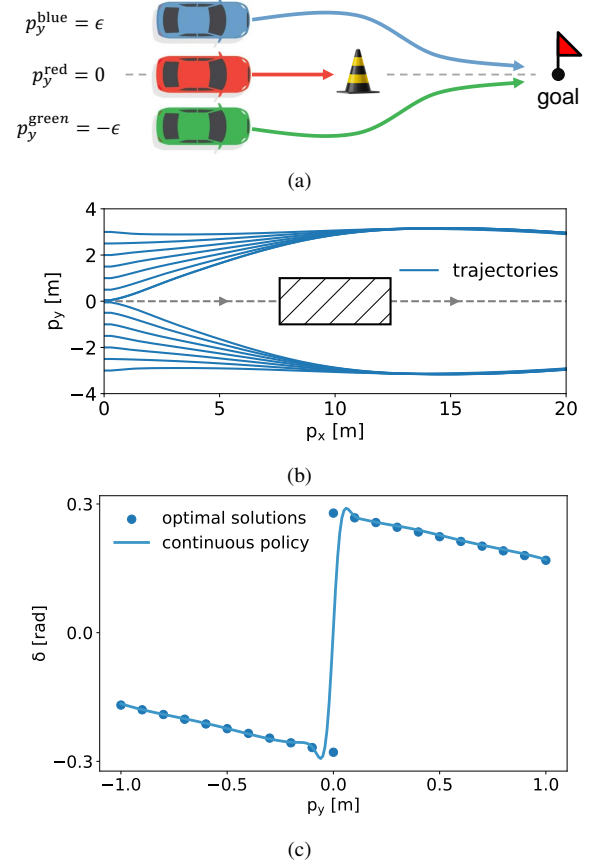 p_y^blue = ϵ
p_y^red = 0
p_y^green = −ϵ
goal
(a)
4
2
0
−2
−4
p_y [m]
trajectories
0 5 10 15 20
p_x [m]
(b)
0.3
0.0
−0.3
δ [rad]
optimal solutions
continuous policy
−1.0 −0.5 0.0 0.5 1.0
p_y [m]
(c)